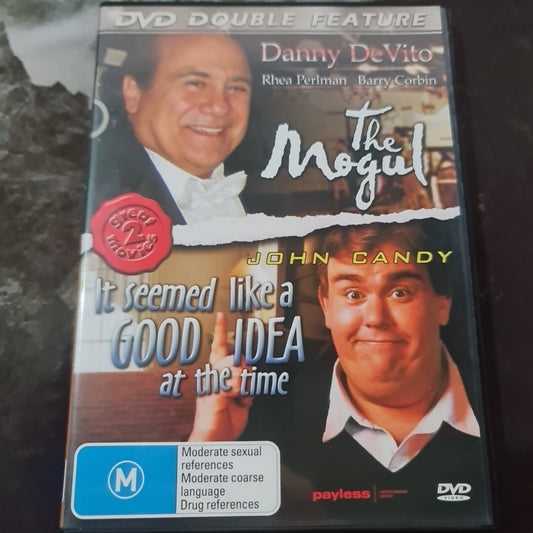 DVD DOUBLE FEATURE
Danny DeVito
Rhea Perlman Barry Corbin
The
Mogul
great
2
movies
JOHN CANDY
It seemed like a
GOOD IDEA
at the time
M
Moderate sexual
references
Moderate coarse
language
Drug references
payless
DVD
VIDEO